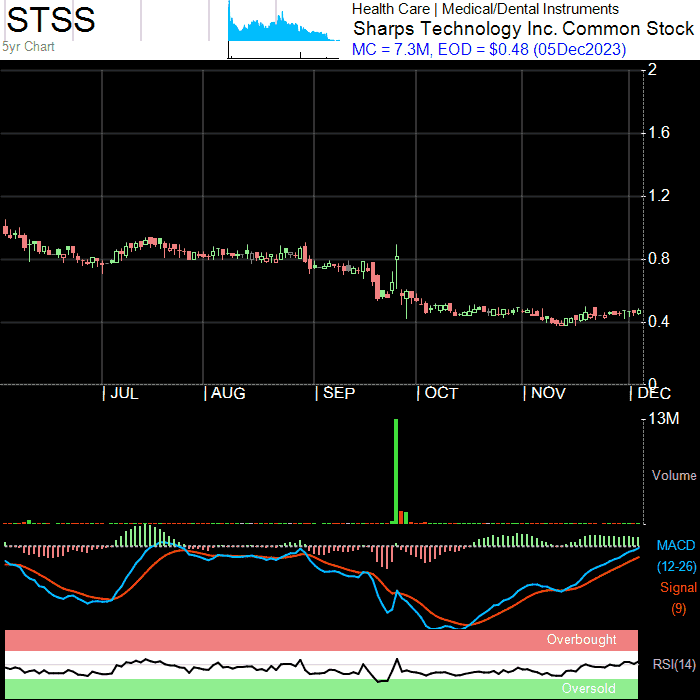 STSS
5yr Chart
Health Care | Medical/Dental Instruments
Sharps Technology Inc. Common Stock
MC = 7.3M, EOD = $0.48 (05Dec2023)
2
1.6
1.2
0.8
0.4
0
JUL AUG SEP OCT NOV DEC
13M
Volume
MACD
(12-26)
Signal
(9)
Overbought
RSI(14)
Oversold